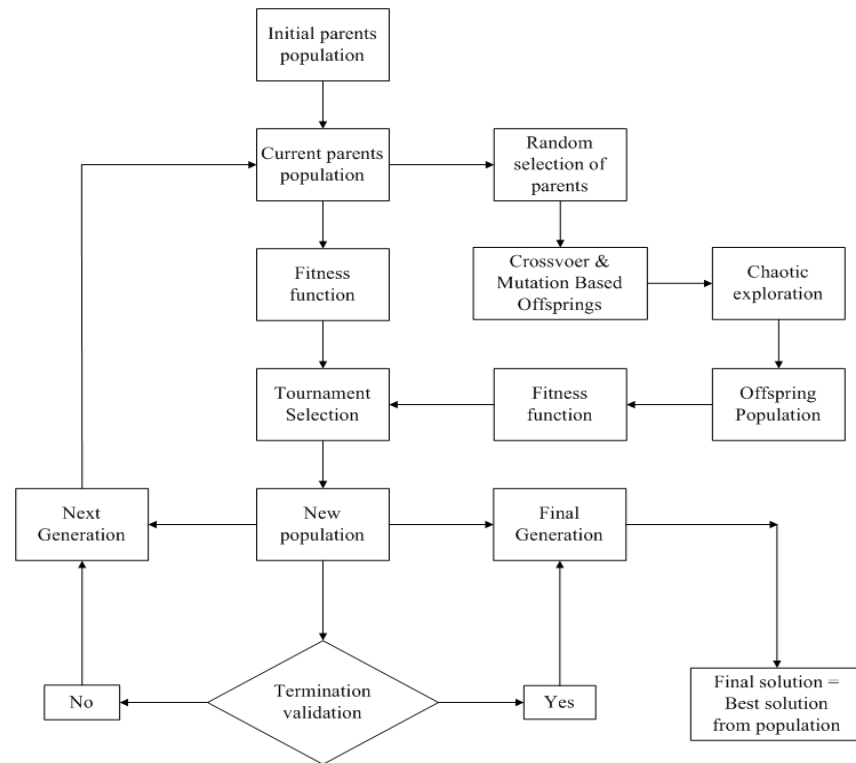 Initial parents
population
Current parents
population
Random
selection of
parents
Fitness
function
Crossvoer &
Mutation Based
Offsprings
Chaotic
exploration
Tournament
Selection
Fitness
function
Offspring
Population
Next
Generation
New
population
Final
Generation
No
Termination
validation
Yes
Final solution =
Best solution
from population